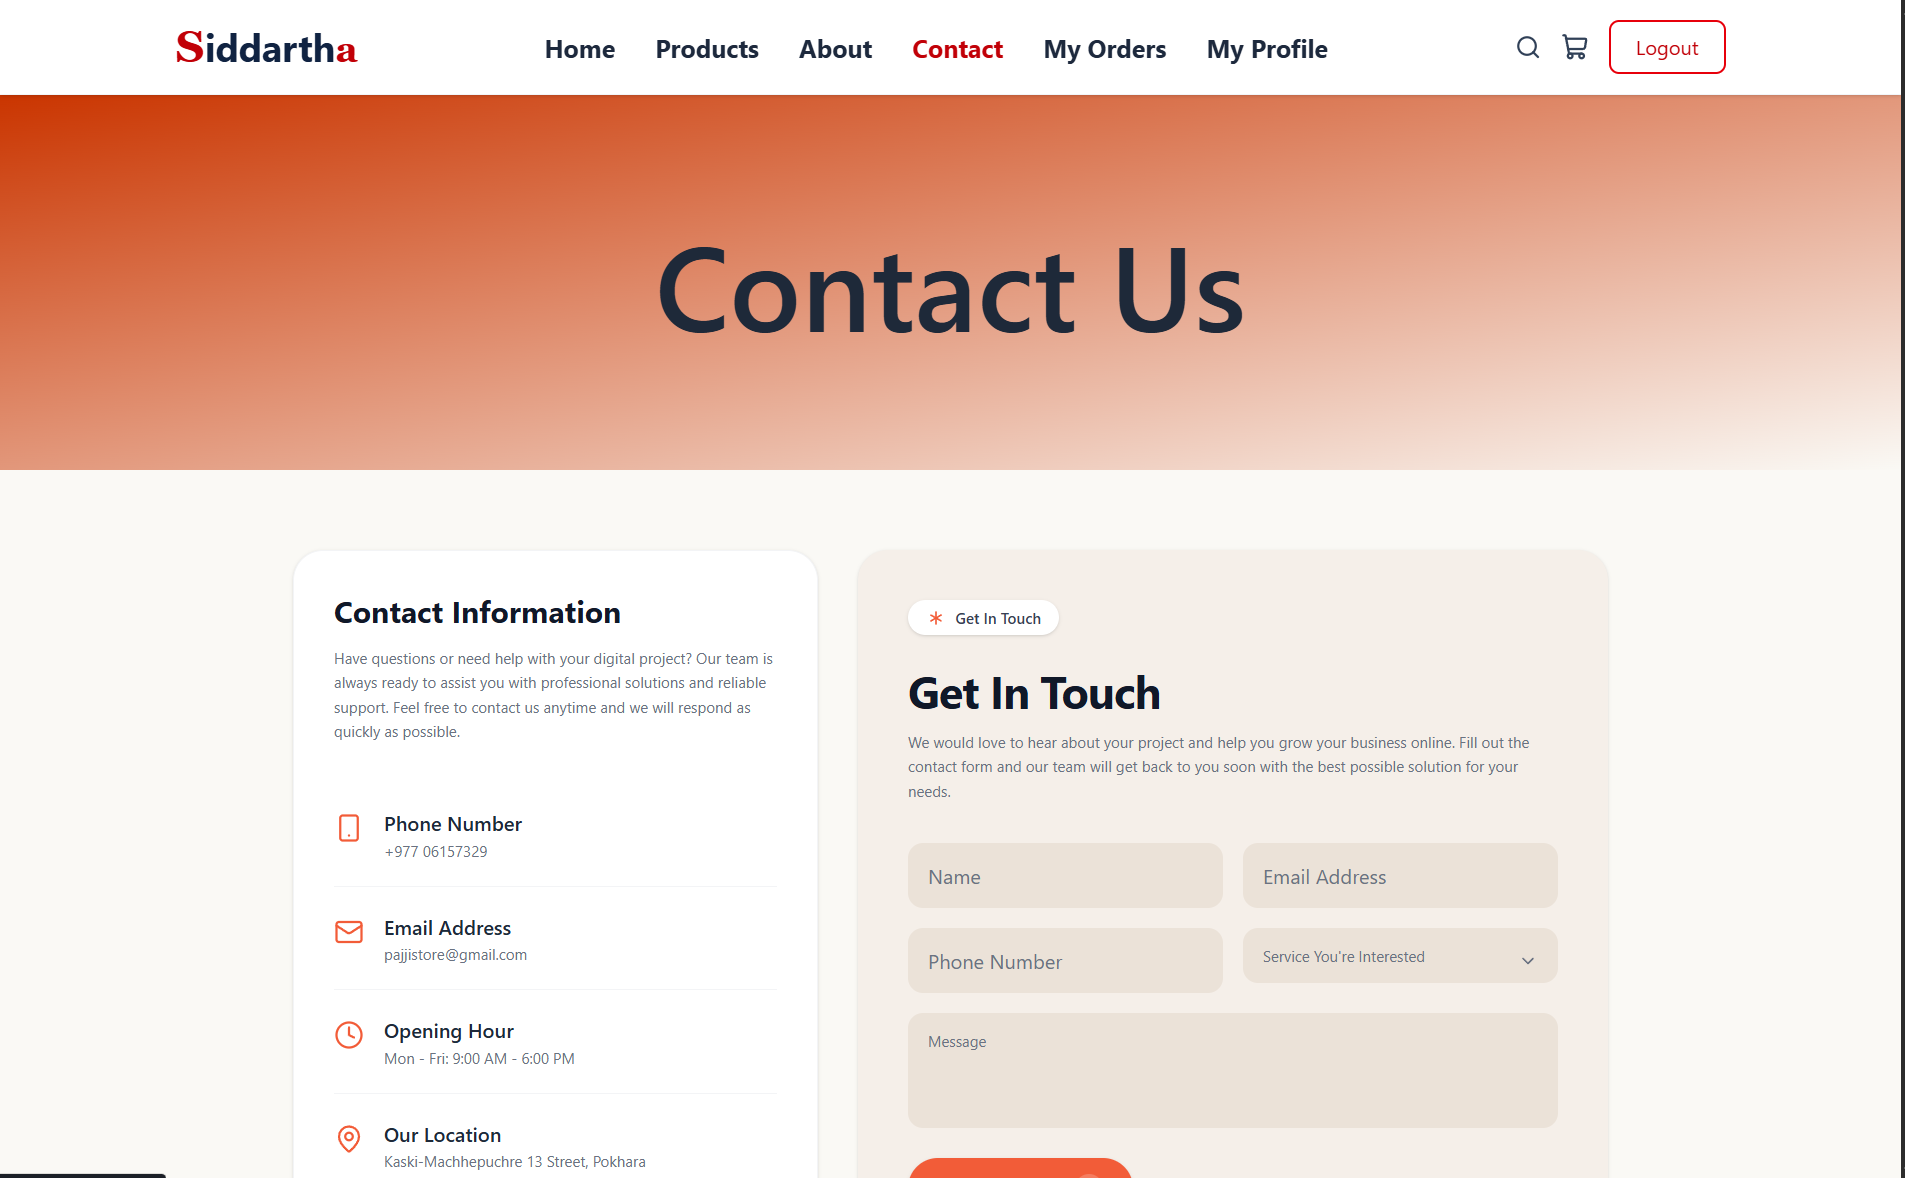 Siddartha
Home Products About Contact My Orders My Profile
Logout
Contact Us
Contact Information
Have questions or need help with your digital project? Our team is
always ready to assist you with professional solutions and reliable
support. Feel free to contact us anytime and we will respond as
quickly as possible.
Phone Number
+977 06157329
Email Address
pajjistore@gmail.com
Opening Hour
Mon - Fri: 9:00 AM - 6:00 PM
Our Location
Kaski-Machhepuchre 13 Street, Pokhara
Get In Touch
Get In Touch
We would love to hear about your project and help you grow your business online. Fill out the
contact form and our team will get back to you soon with the best possible solution for your
needs.
Name
Email Address
Phone Number
Service You're Interested
Message